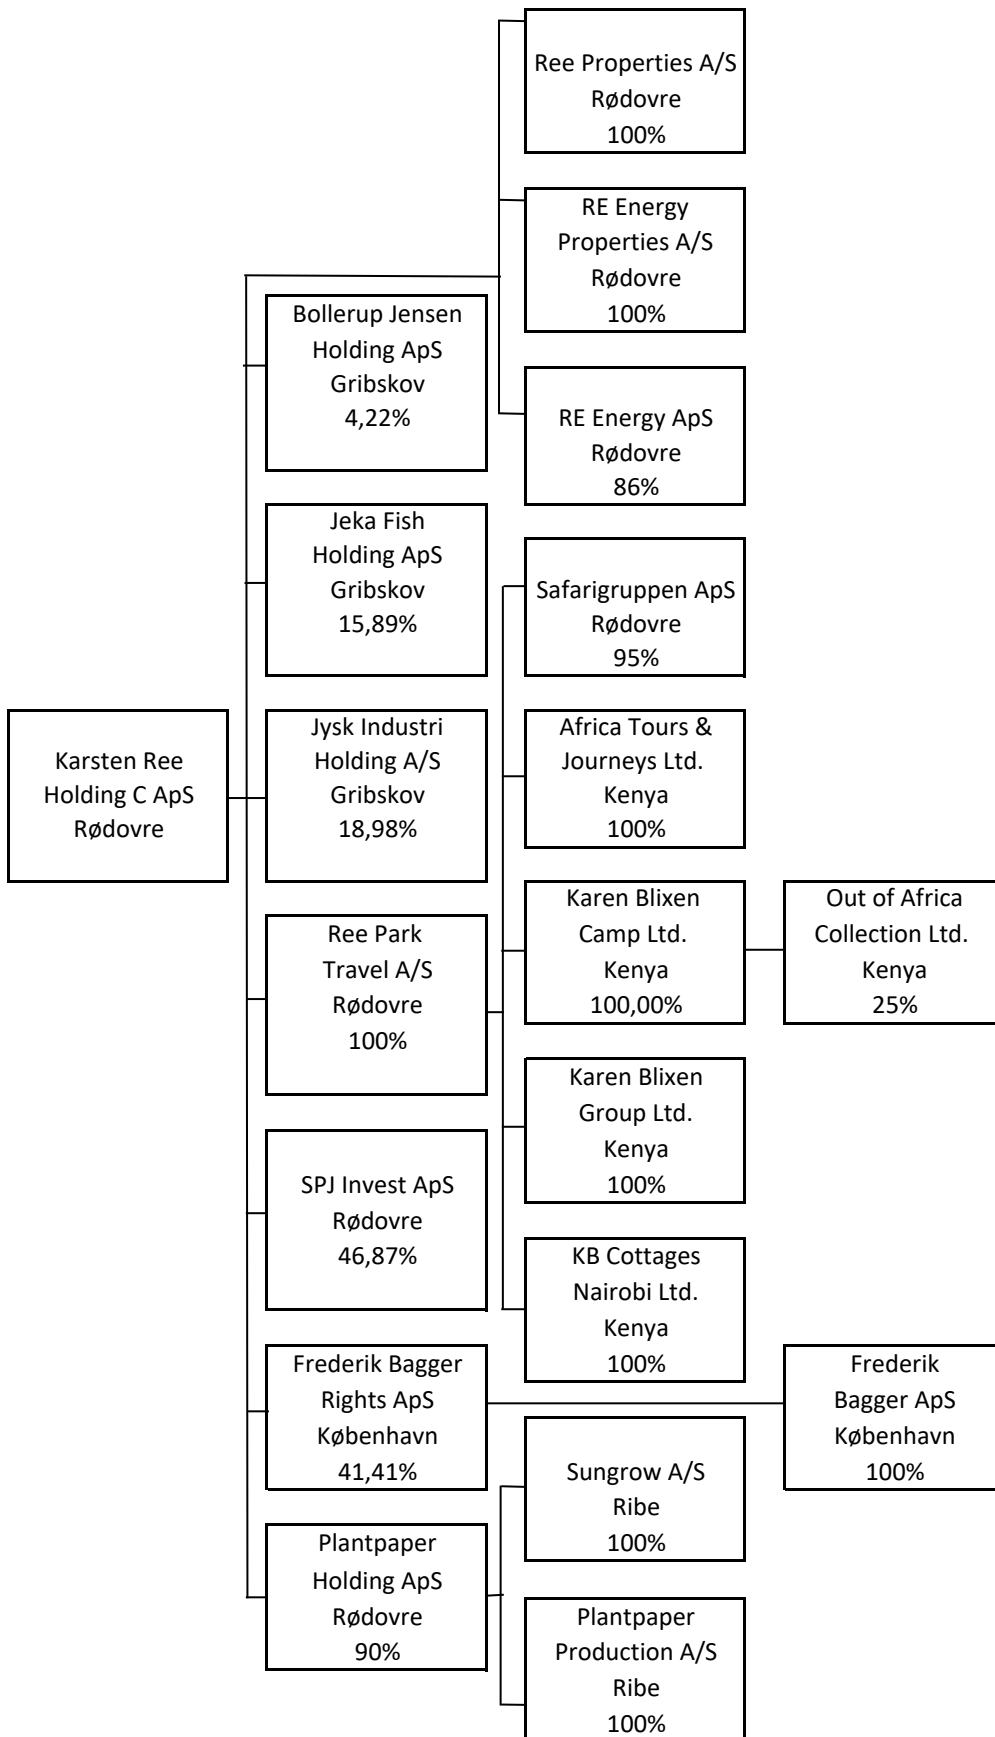 Ree Properties A/S
Rødovre
100%
RE Energy
Properties A/S
Rødovre
100%
Bollerup Jensen
Holding ApS
Gribskov
4,22%
RE Energy ApS
Rødovre
86%
Jeka Fish
Holding ApS
Gribskov
15,89%
Safarigruppen ApS
Rødovre
95%
Karsten Ree
Holding C ApS
Rødovre
Jysk Industri
Holding A/S
Gribskov
18,98%
Africa Tours &
Journeys Ltd.
Kenya
100%
Karen Blixen
Camp Ltd.
Kenya
100,00%
Out of Africa
Collection Ltd.
Kenya
25%
Ree Park
Travel A/S
Rødovre
100%
Karen Blixen
Group Ltd.
Kenya
100%
SPJ Invest ApS
Rødovre
46,87%
KB Cottages
Nairobi Ltd.
Kenya
100%
Frederik Bagger
Rights ApS
København
41,41%
Frederik
Bagger ApS
København
100%
Sungrow A/S
Ribe
100%
Plantpaper
Holding ApS
Rødovre
90%
Plantpaper
Production A/S
Ribe
100%